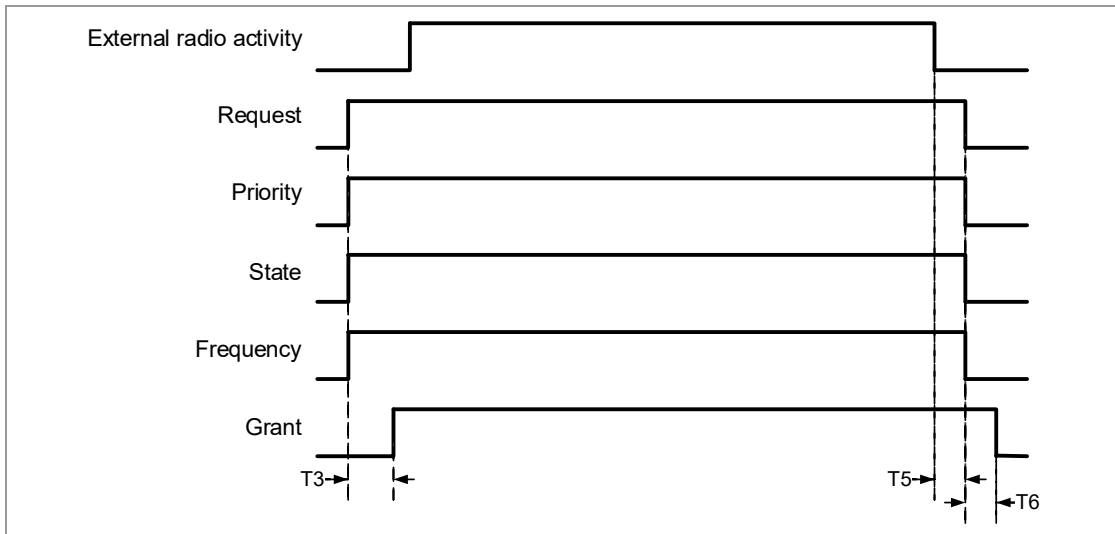 External radio activity
Request
Priority
State
Frequency
Grant
T3
T5
T6